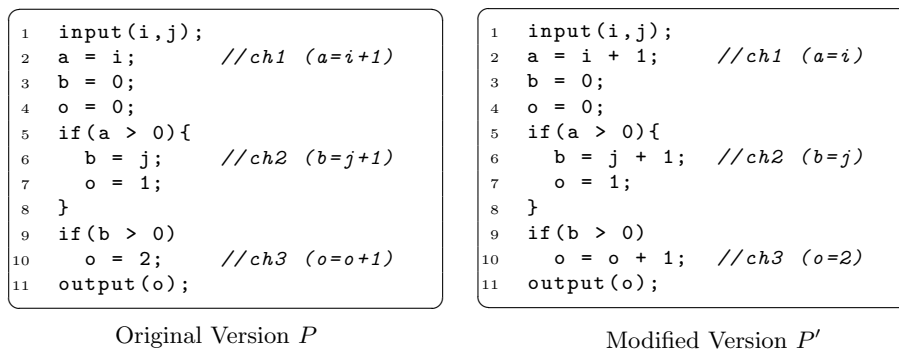 1 input(i,j);
2 a = i; //ch1 (a=i+1)
3 b = 0;
4 o = 0;
5 if(a > 0){
6 b = j; //ch2 (b=j+1)
7 o = 1;
8 }
9 if(b > 0)
10 o = 2; //ch3 (o=o+1)
11 output(o);
Original Version P
1 input(i,j);
2 a = i + 1; //ch1 (a=i)
3 b = 0;
4 o = 0;
5 if(a > 0){
6 b = j + 1; //ch2 (b=j)
7 o = 1;
8 }
9 if(b > 0)
10 o = o + 1; //ch3 (o=2)
11 output(o);
Modified Version P′